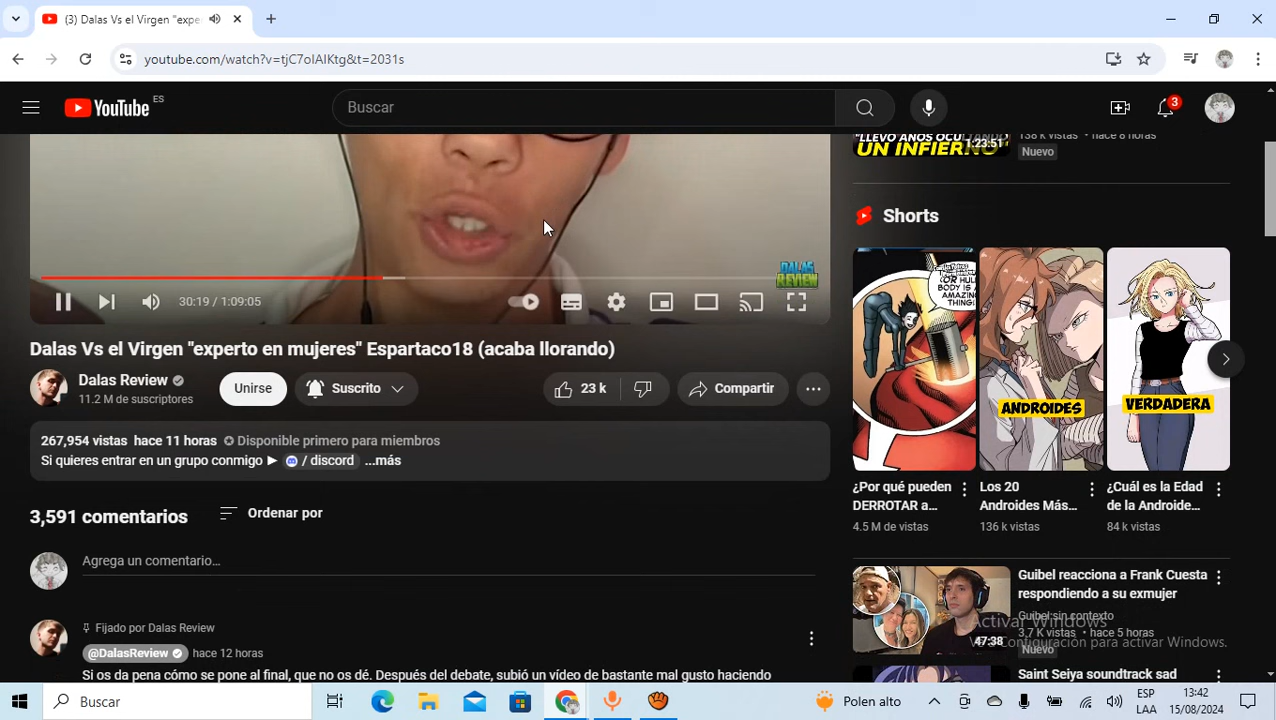 (3) Dalas Vs el Virgen "expe
youtube.com/watch?v=tjC7oIAIKtg&t=2031s
YouTube ES
Buscar
3
"LLEVO AÑOS OCULTANDO
UN INFIERNO"
1:23:51
138 k vistas · hace 8 horas
Nuevo
DALAS
REVIEW
30:19 / 1:09:05
Dalas Vs el Virgen "experto en mujeres" Espartaco18 (acaba llorando)
Dalas Review
11.2 M de suscriptores
Unirse
Suscrito
23 k
Compartir
267,954 vistas hace 11 horas Disponible primero para miembros
Si quieres entrar en un grupo conmigo ► / discord ...más
3,591 comentarios
Ordenar por
Agrega un comentario...
Fijado por Dalas Review
@DalasReview hace 12 horas
Si os da pena cómo se pone al final, que no os dé. Después del debate, subió un vídeo de bastante mal gusto haciendo
Shorts
HUMAN
BODY IS A
AMAZING
THING!
ANDROIDES
VERDADERA
¿Por qué pueden
DERROTAR a...
4.5 M de vistas
Los 20
Androides Más...
136 k vistas
¿Cuál es la Edad
de la Androide...
84 k vistas
47:38
Guibel reacciona a Frank Cuesta
respondiendo a su exmujer
Guibel sin contexto
3,7 K vistas · hace 5 horas
Nuevo
Activar Windows
Ve a Configuración para activar Windows.
Saint Seiya soundtrack sad
Buscar
Polen alto
ESP
LAA
13:42
15/08/2024